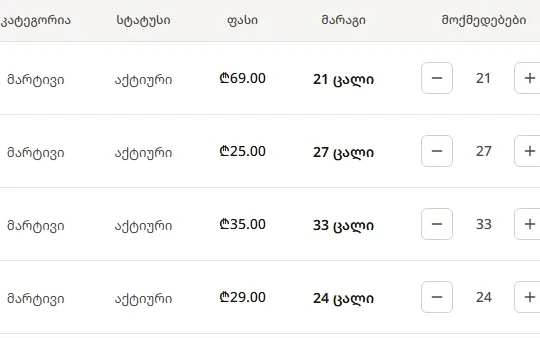 კატეგორია სტატუსი ფასი მარაგი მოქმედებები
მარტივი აქტიური ₾69.00 21 ცალი − 21 +
მარტივი აქტიური ₾25.00 27 ცალი − 27 +
მარტივი აქტიური ₾35.00 33 ცალი − 33 +
მარტივი აქტიური ₾29.00 24 ცალი − 24 +